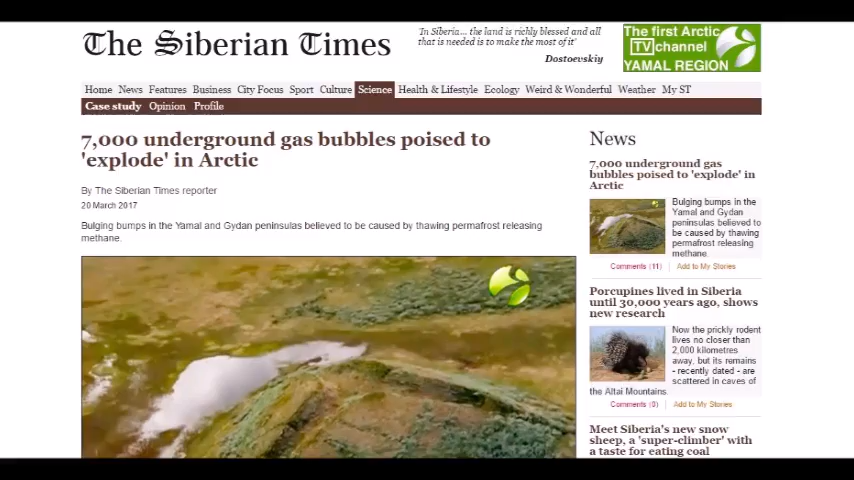 The Siberian Times
'In Siberia... the land is richly blessed and all
that is needed is to make the most of it'
Dostoevskiy
The first Arctic
TV channel
YAMAL REGION
Home News Features Business City Focus Sport Culture Science Health & Lifestyle Ecology Weird & Wonderful Weather My ST
Case study Opinion Profile
7,000 underground gas bubbles poised to
'explode' in Arctic
By The Siberian Times reporter
20 March 2017
Bulging bumps in the Yamal and Gydan peninsulas believed to be caused by thawing permafrost releasing
methane.
News
7,000 underground gas
bubbles poised to 'explode' in
Arctic
Bulging bumps in the
Yamal and Gydan
peninsulas believed to
be caused by thawing
permafrost releasing
methane.
Comments (11) Add to My Stories
Porcupines lived in Siberia
until 30,000 years ago, shows
new research
Now the prickly rodent
lives no closer than
2,000 kilometres
away, but its remains
- recently dated - are
scattered in caves of
the Altai Mountains.
Comments (0) Add to My Stories
Meet Siberia's new snow
sheep, a 'super-climber' with
a taste for eating coal